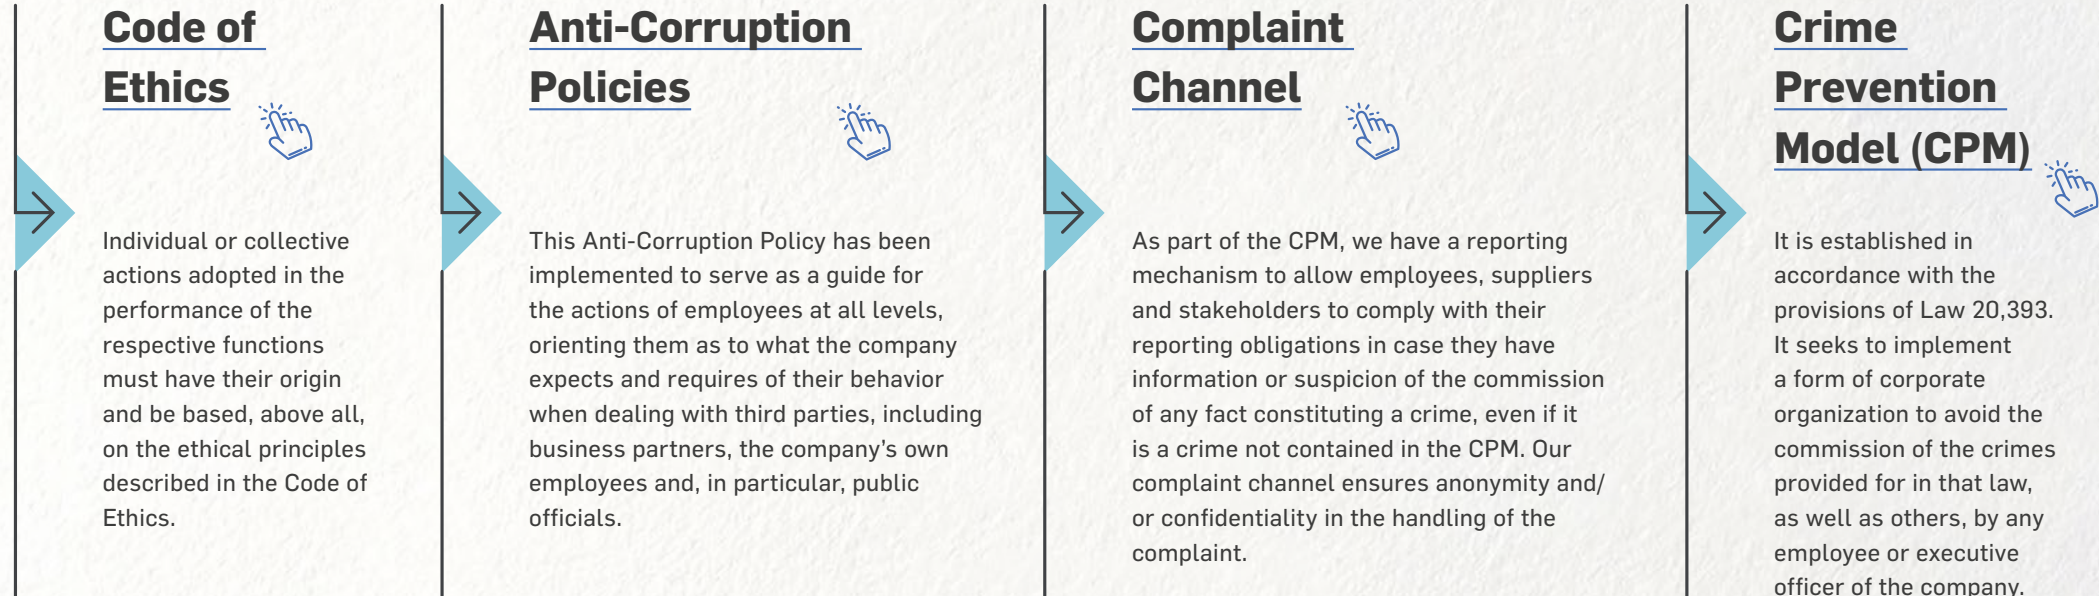 Code of
Ethics
Individual or collective
actions adopted in the
performance of the
respective functions
must have their origin
and be based, above all,
on the ethical principles
described in the Code of
Ethics.
Anti-Corruption
Policies
This Anti-Corruption Policy has been
implemented to serve as a guide for
the actions of employees at all levels,
orienting them as to what the company
expects and requires of their behavior
when dealing with third parties, including
business partners, the company's own
employees and, in particular, public
officials.
Complaint
Channel
As part of the CPM, we have a reporting
mechanism to allow employees, suppliers
and stakeholders to comply with their
reporting obligations in case they have
information or suspicion of the commission
of any fact constituting a crime, even if it
is a crime not contained in the CPM. Our
complaint channel ensures anonymity and/
or confidentiality in the handling of the
complaint.
Crime
Prevention
Model (CPM)
It is established in
accordance with the
provisions of Law 20,393.
It seeks to implement
a form of corporate
organization to avoid the
commission of the crimes
provided for in that law,
as well as others, by any
employee or executive
officer of the company.